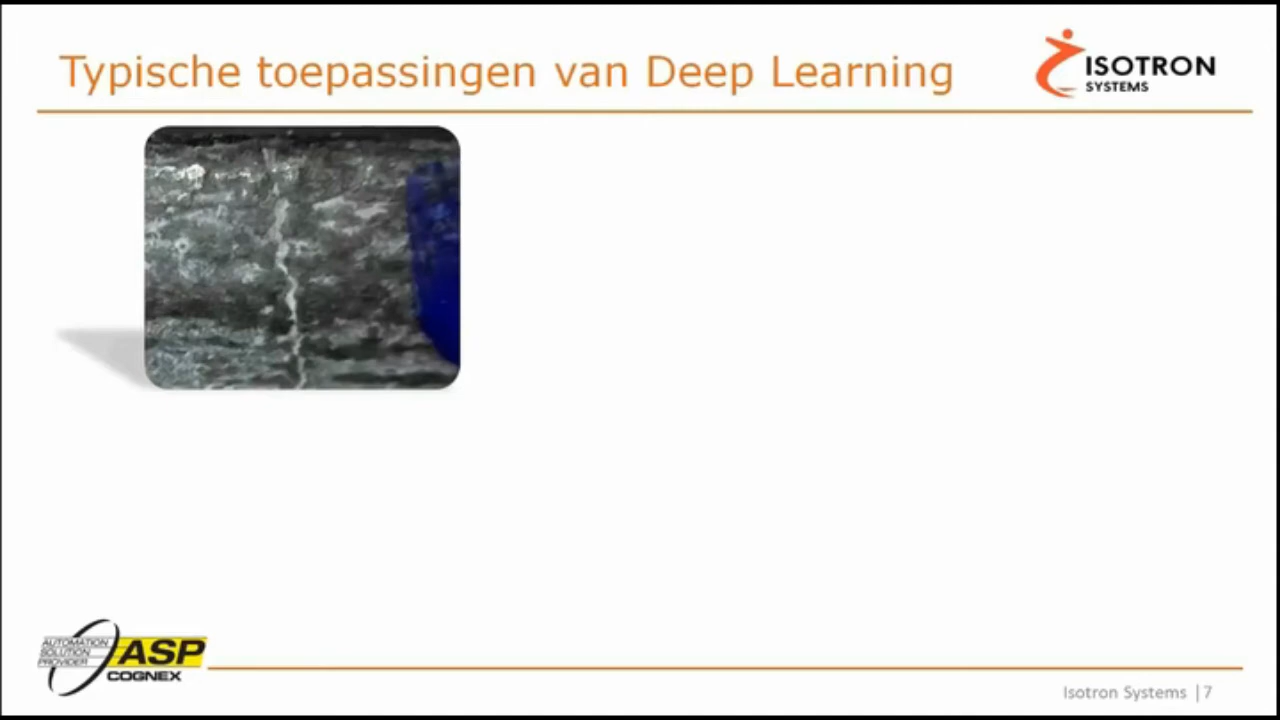 Typische toepassingen van Deep Learning
ISOTRON
SYSTEMS
AUTOMATION
SOLUTION
PROVIDER
ASP
COGNEX
Isotron Systems | 7